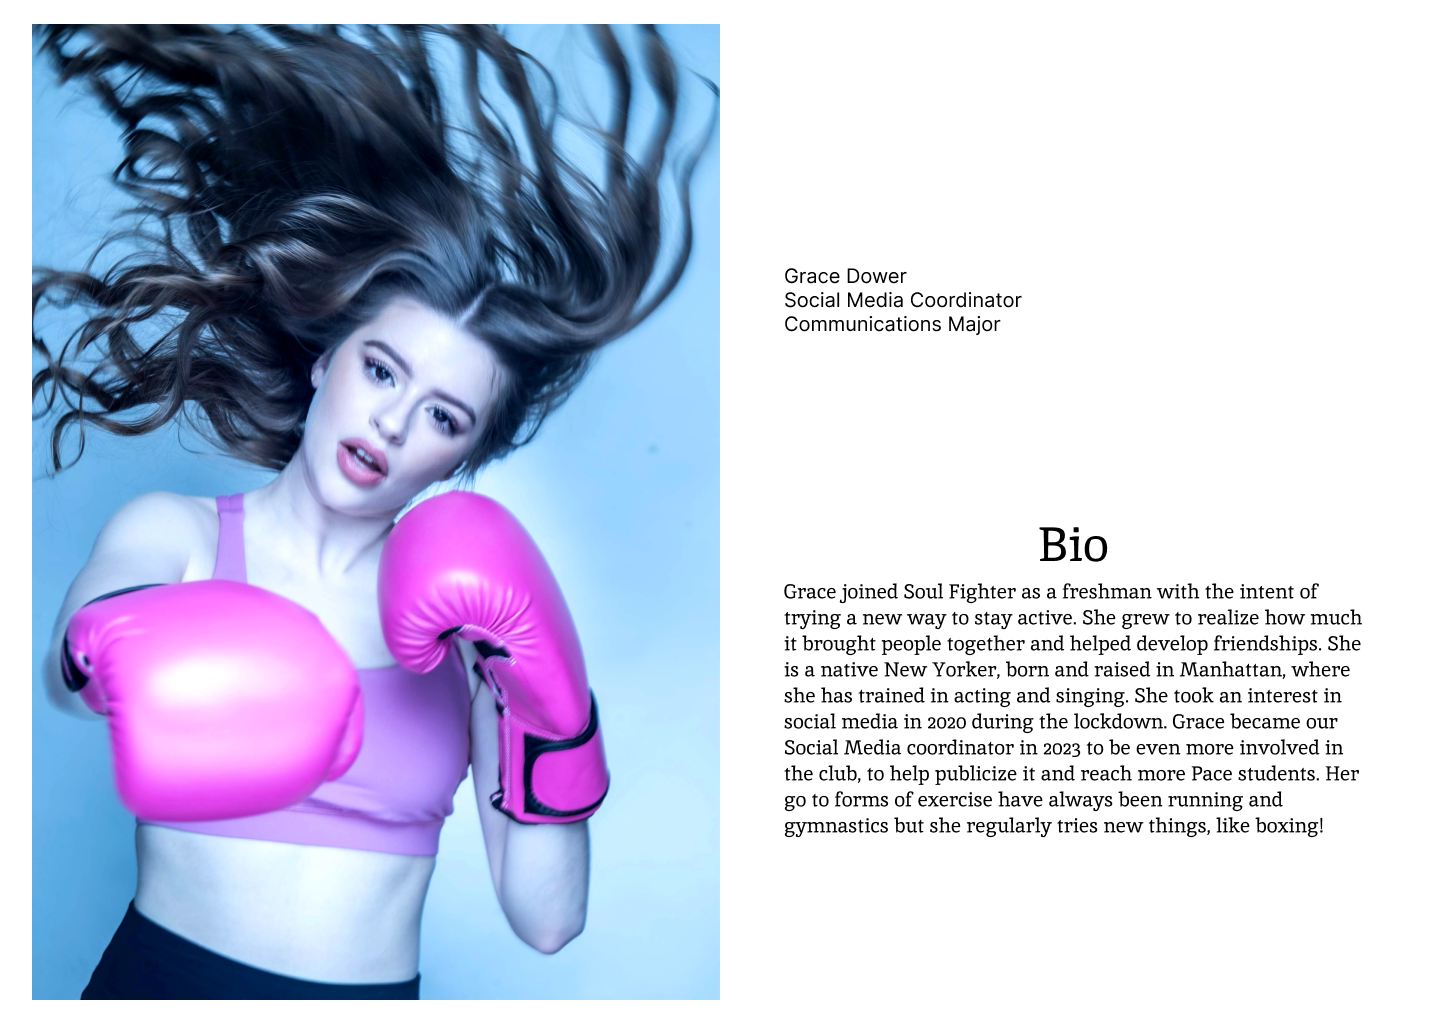 Grace Dower
Social Media Coordinator
Communications Major
Bio
Grace joined Soul Fighter as a freshman with the intent of
trying a new way to stay active. She grew to realize how much
it brought people together and helped develop friendships. She
is a native New Yorker, born and raised in Manhattan, where
she has trained in acting and singing. She took an interest in
social media in 2020 during the lockdown. Grace became our
Social Media coordinator in 2023 to be even more involved in
the club, to help publicize it and reach more Pace students. Her
go to forms of exercise have always been running and
gymnastics but she regularly tries new things, like boxing!